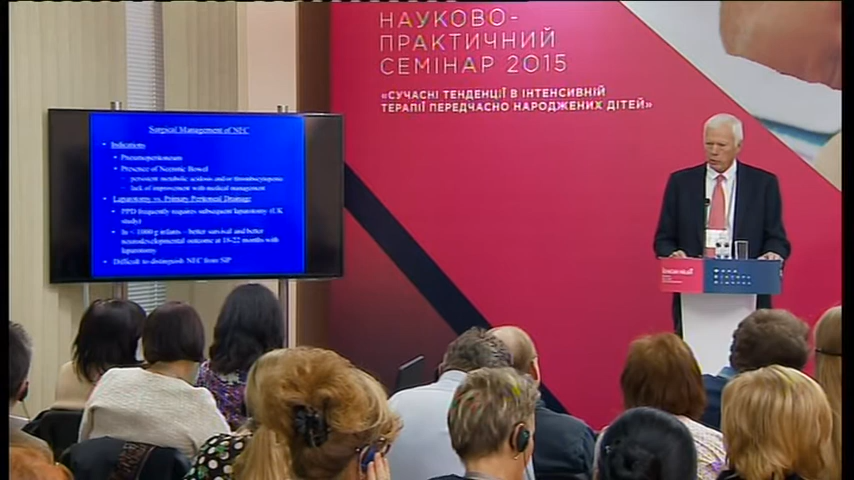 НАУКОВО-
ПРАКТИЧНИЙ
СЕМІНАР 2015
«СУЧАСНІ ТЕНДЕНЦІЇ В ІНТЕНСИВНІЙ
ТЕРАПІЇ ПЕРЕДЧАСНО НАРОДЖЕНИХ ДІТЕЙ»
Surgical Management of NEC
• Indications
• Pneumoperitoneum
• Presence of Necrotic Bowel
– persistent metabolic acidosis and/or thrombocytopenia
– lack of improvement with medical management
• Laparotomy vs. Primary Peritoneal Drainage
• PPD frequently requires subsequent laparotomy (UK
study)
• In < 1000 g infants – better survival and better
neurodevelopmental outcome at 18-22 months with
laparotomy
• Difficult to distinguish NEC from SIP